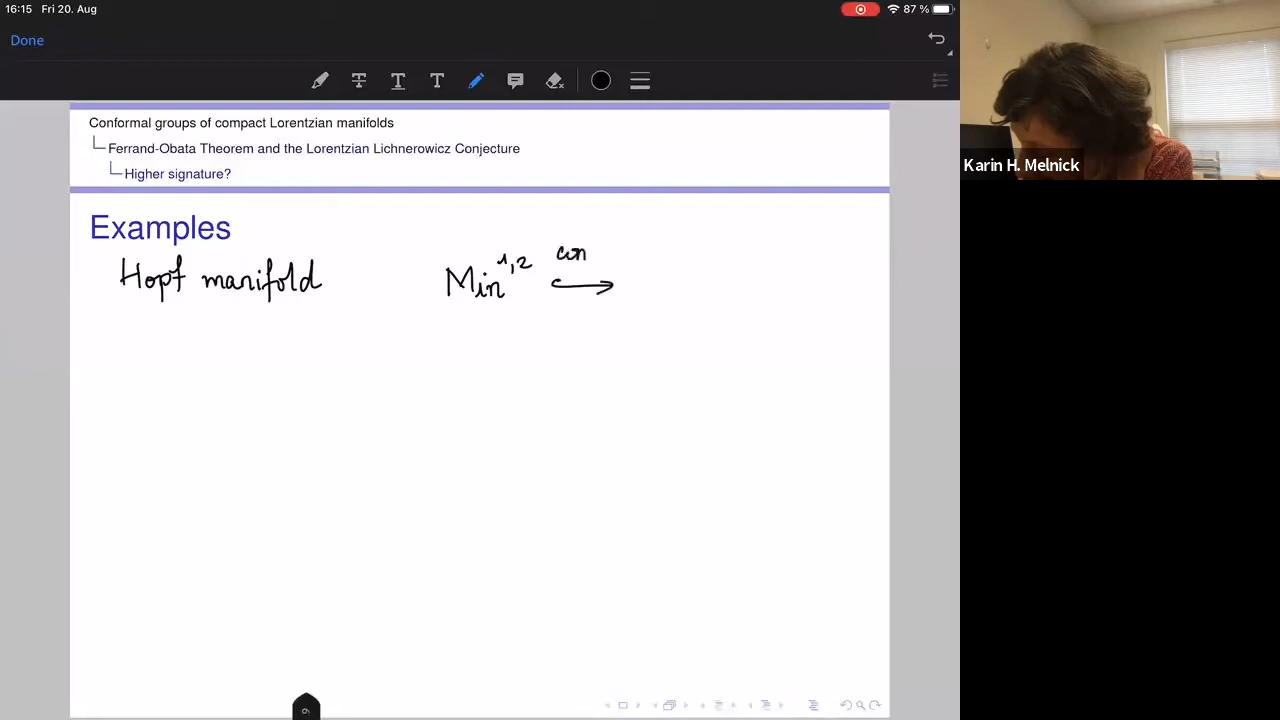 16:15 Fri 20. Aug 87 %
Done
T T T
Conformal groups of compact Lorentzian manifolds
Ferrand-Obata Theorem and the Lorentzian Lichnerowicz Conjecture
Higher signature?
Karin H. Melnick
Examples
Hopf manifold Min^1,2 con